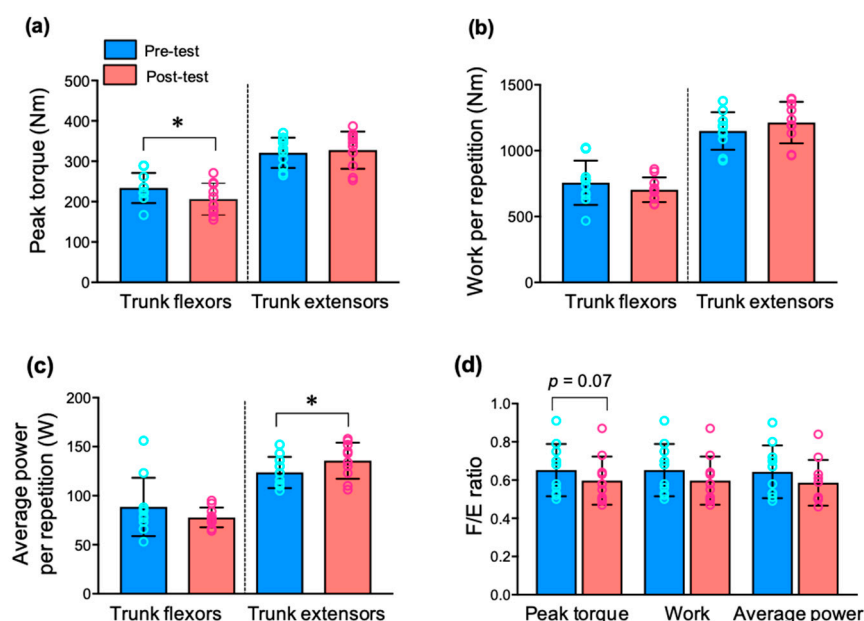 (a)
Pre-test
Post-test
Peak torque (Nm)
500
400
300
200
100
0
*
Trunk flexors
Trunk extensors
(b)
Work per repetition (Nm)
1500
1000
500
0
Trunk flexors
Trunk extensors
(c)
Average power
per repetition (W)
200
150
100
50
0
*
Trunk flexors
Trunk extensors
(d)
p = 0.07
F/E ratio
1.0
0.8
0.6
0.4
0.2
0.0
Peak torque
Work
Average power